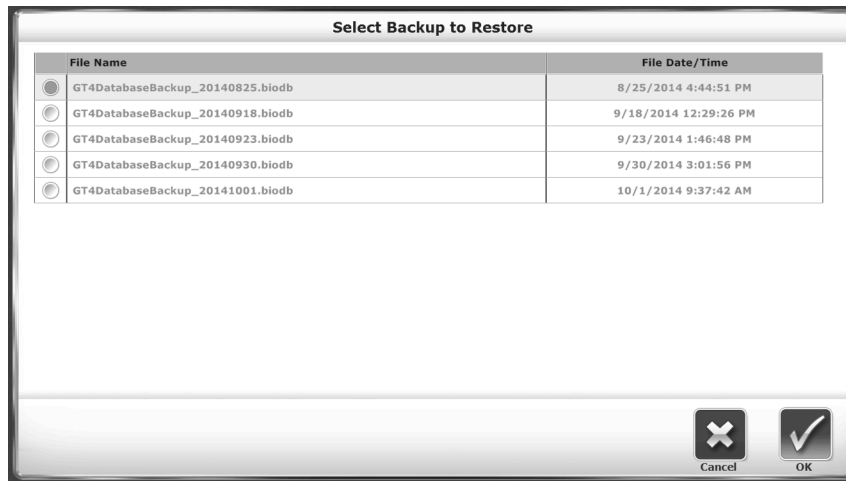 Select Backup to Restore
File Name File Date/Time
GT4DatabaseBackup_20140825.biodb 8/25/2014 4:44:51 PM
GT4DatabaseBackup_20140918.biodb 9/18/2014 12:29:26 PM
GT4DatabaseBackup_20140923.biodb 9/23/2014 1:46:48 PM
GT4DatabaseBackup_20140930.biodb 9/30/2014 3:01:56 PM
GT4DatabaseBackup_20141001.biodb 10/1/2014 9:37:42 AM
Cancel OK